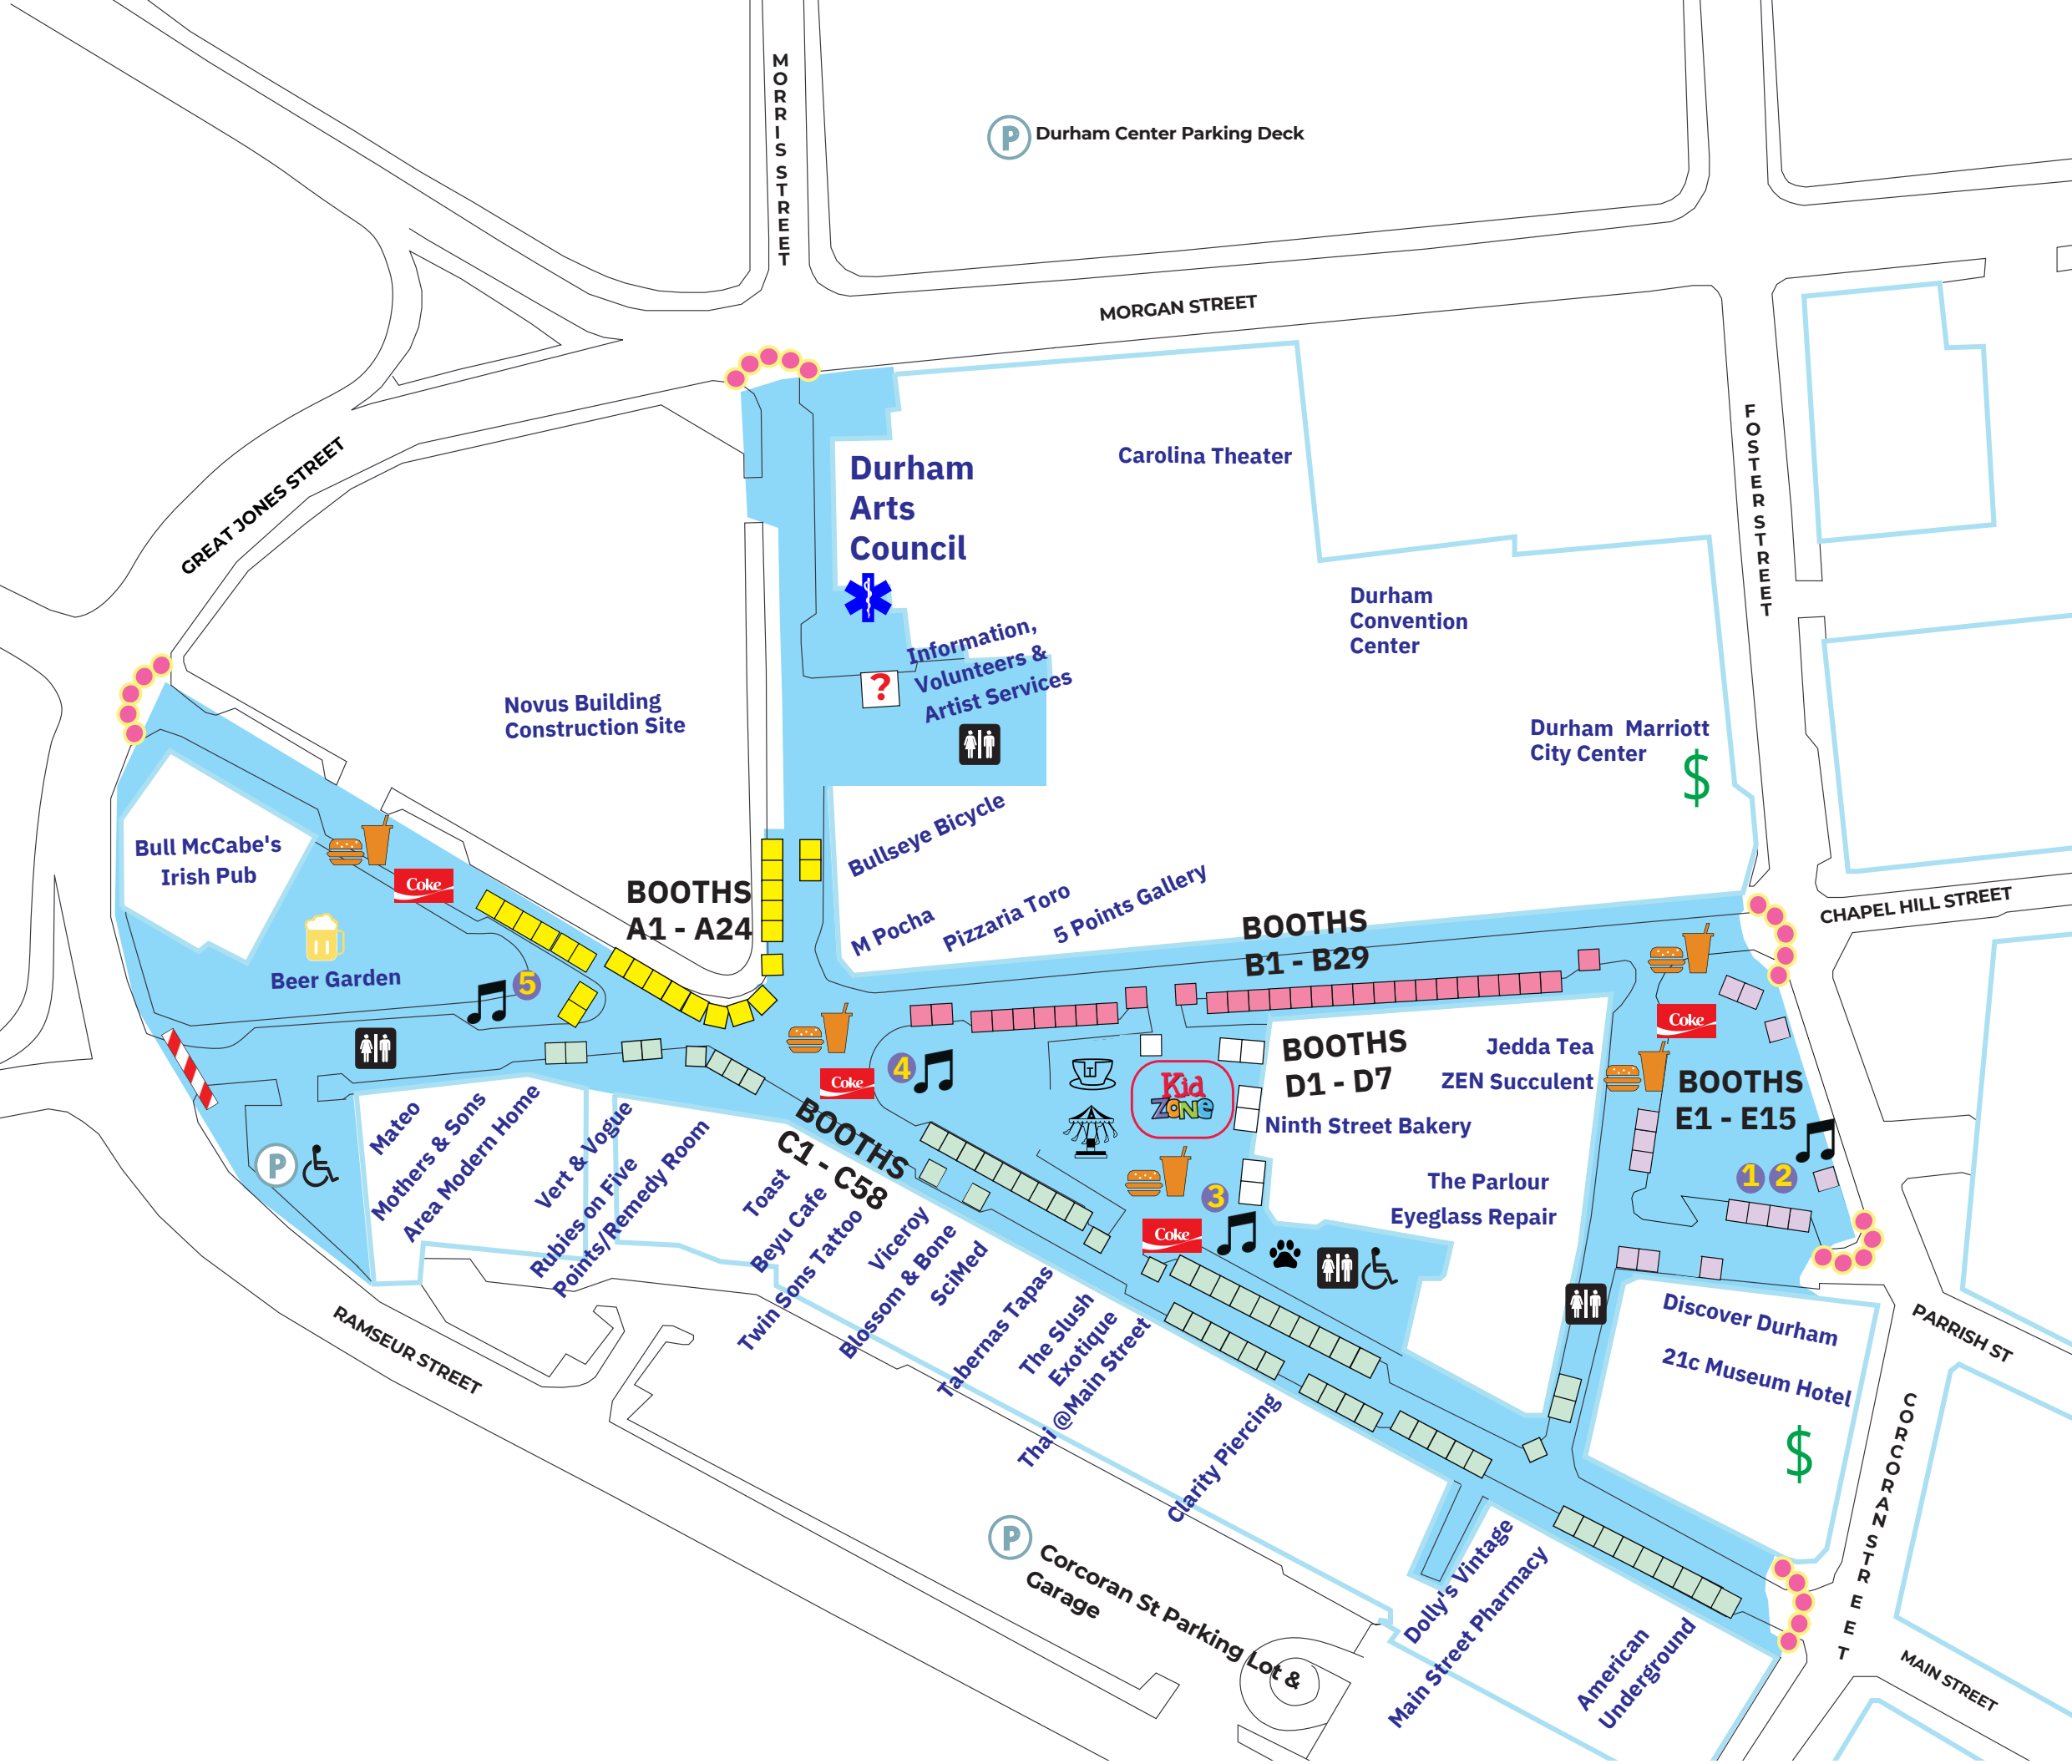 MORRIS STREET
P
Durham Center Parking Deck
MORGAN STREET
GREAT JONES STREET
FOSTER STREET
Durham
Arts
Council
Carolina Theater
Durham
Convention
Center
Information,
Volunteers &
Artist Services
?
Novus Building
Construction Site
Durham Marriott
City Center
$
Bull McCabe's
Irish Pub
Coke
Beer Garden
5
BOOTHS
A1 - A24
Bullseye Bicycle
M Pocha
Pizzaria Toro
5 Points Gallery
BOOTHS
B1 - B29
CHAPEL HILL STREET
Coke
4
Coke
Kid
ZONE
BOOTHS
D1 - D7
Jedda Tea
ZEN Succulent
Ninth Street Bakery
The Parlour
Eyeglass Repair
BOOTHS
E1 - E15
1 2
3
Coke
P
Mateo
Mothers & Sons
Area Modern Home
Vert & Vogue
Rubies on Five
Points/Remedy Room
BOOTHS
C1 - C58
Toast
Beyu Cafe
Twin Sons Tattoo
Viceroy
Blossom & Bone
SciMed
Tabernas Tapas
The Slush
Exotique
Thai @Main Street
Clarity Piercing
Discover Durham
21c Museum Hotel
$
PARRISH ST
CORCORAN STREET
RAMSEUR STREET
P
Corcoran St Parking Lot &
Garage
Dolly's Vintage
Main Street Pharmacy
American
Underground
MAIN STREET